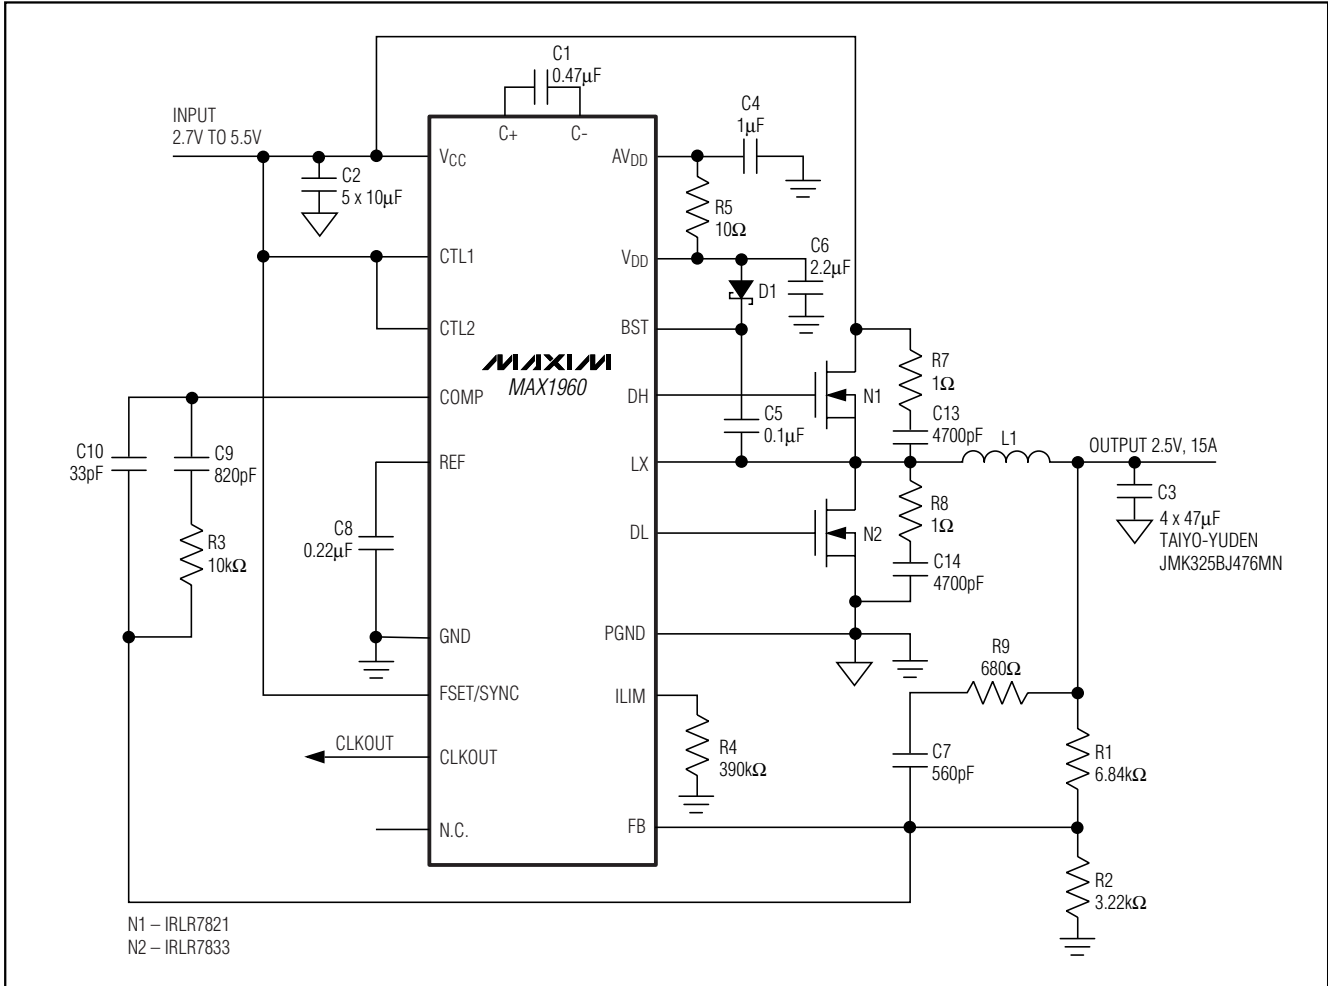 C1
0.47µF
INPUT
2.7V TO 5.5V
C+
C-
C4
1µF
VCC
AVDD
C2
5 x 10µF
R5
10Ω
CTL1
VDD
C6
2.2µF
D1
CTL2
BST
MAXIM
MAX1960
R7
1Ω
COMP
DH
N1
C5
0.1µF
C13
4700pF
L1
OUTPUT 2.5V, 15A
C10
33pF
C9
820pF
REF
LX
C3
4 x 47µF
TAIYO-YUDEN
JMK325BJ476MN
R8
1Ω
C8
0.22µF
DL
N2
R3
10kΩ
C14
4700pF
GND
PGND
R9
680Ω
FSET/SYNC
ILIM
CLKOUT
CLKOUT
R4
390kΩ
C7
560pF
R1
6.84kΩ
N.C.
FB
R2
3.22kΩ
N1 – IRLR7821
N2 – IRLR7833